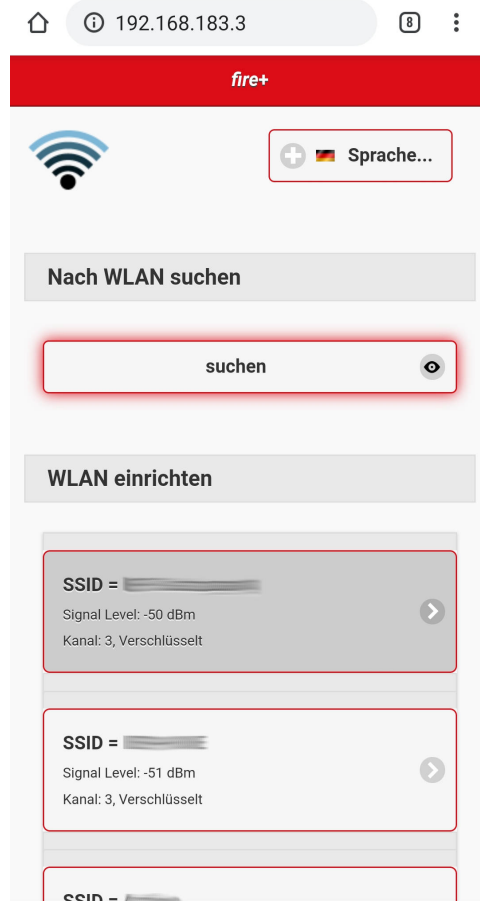 192.168.183.3
8
fire+
Sprache...
Nach WLAN suchen
suchen
WLAN einrichten
SSID =
Signal Level: -50 dBm
Kanal: 3, Verschlüsselt
SSID =
Signal Level: -51 dBm
Kanal: 3, Verschlüsselt
SSID =